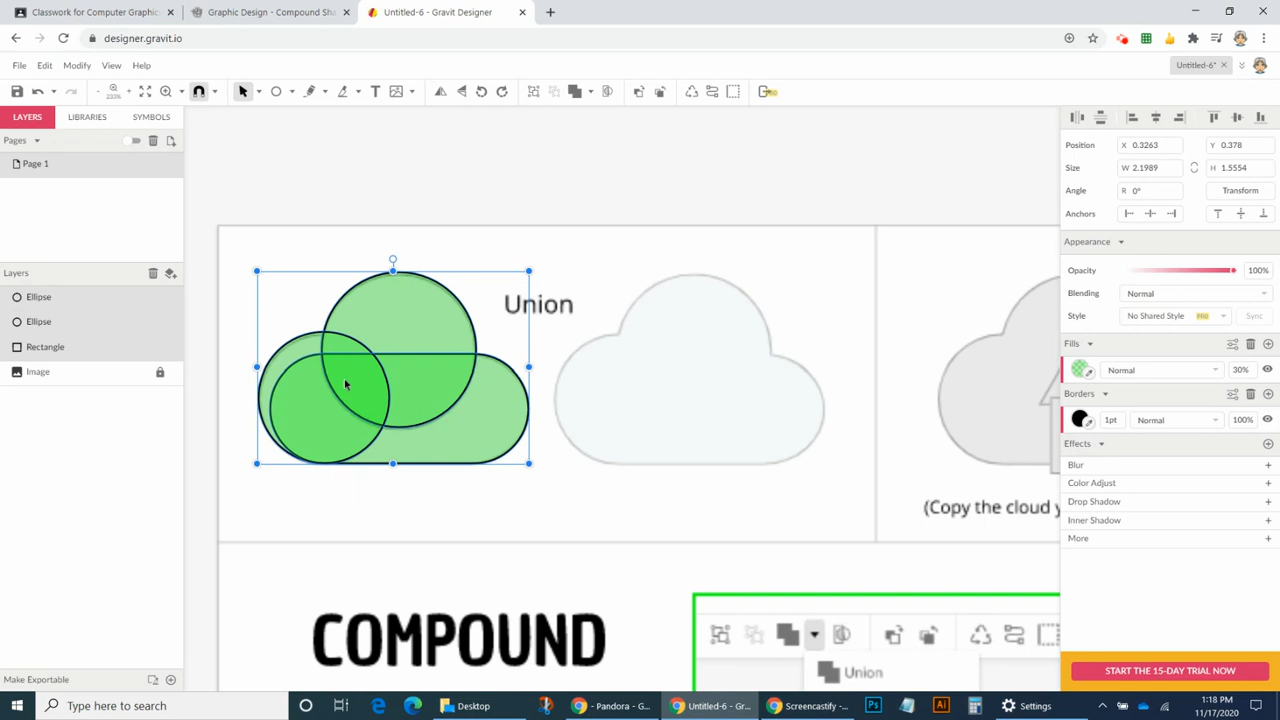 Classwork for Computer Graphic
Graphic Design - Compound Sha
Untitled-6 - Gravit Designer
designer.gravit.io
File Edit Modify View Help
Untitled-6*
233%
LAYERS LIBRARIES SYMBOLS
Pages
Page 1
Layers
Ellipse
Ellipse
Rectangle
Image
Make Exportable
Union
(Copy the cloud y
COMPOUND
Union
Position X 0.3263 Y 0.378
Size W 2.1989 H 1.5554
Angle R 0° Transform
Anchors
Appearance
Opacity 100%
Blending Normal
Style No Shared Style PRO Sync
Fills
Normal 30%
Borders
1pt Normal 100%
Effects
Blur
Color Adjust
Drop Shadow
Inner Shadow
More
START THE 15-DAY TRIAL NOW
Type here to search
Desktop
- Pandora - G...
Untitled-6 - Gr...
Screencastify - ...
Ps
Ai
Settings
1:18 PM
11/17/2020